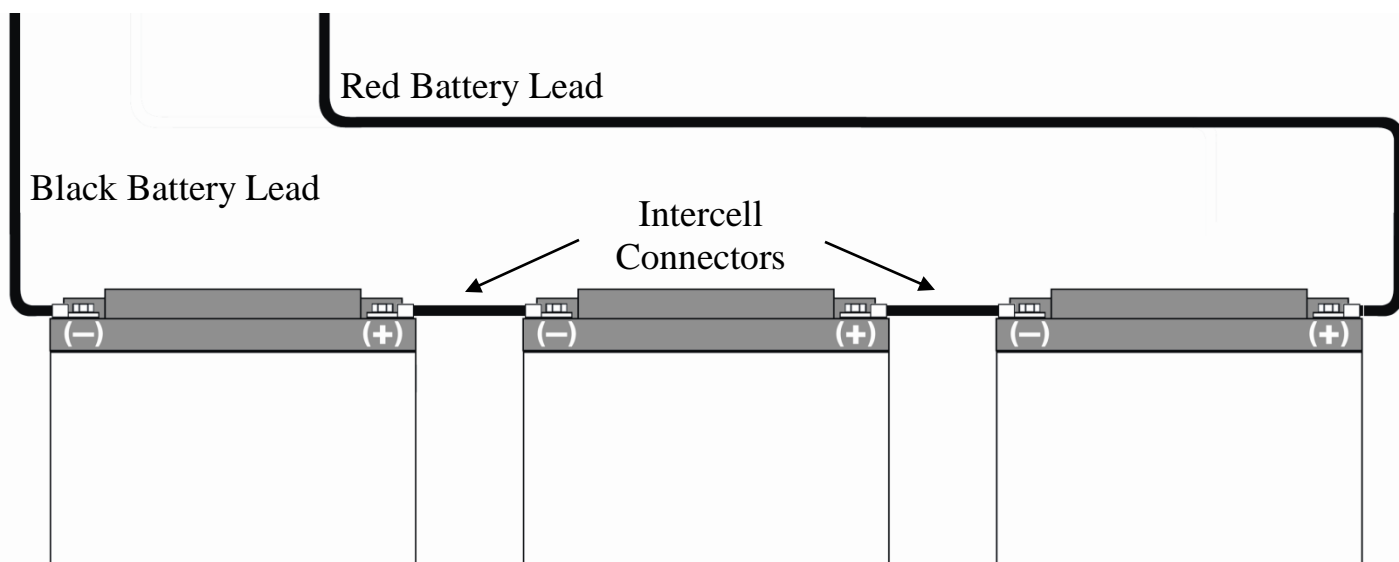 Red Battery Lead
Black Battery Lead
Intercell
Connectors
(−) (+) (−) (+) (−) (+)